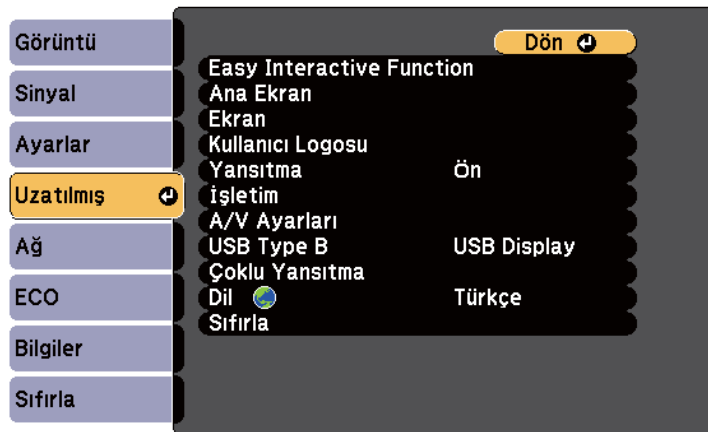 Görüntü
Sinyal
Ayarlar
Uzatılmış
Ağ
ECO
Bilgiler
Sıfırla
Dön
Easy Interactive Function
Ana Ekran
Ekran
Kullanıcı Logosu
Yansıtma Ön
İşletim
A/V Ayarları
USB Type B USB Display
Çoklu Yansıtma
Dil Türkçe
Sıfırla